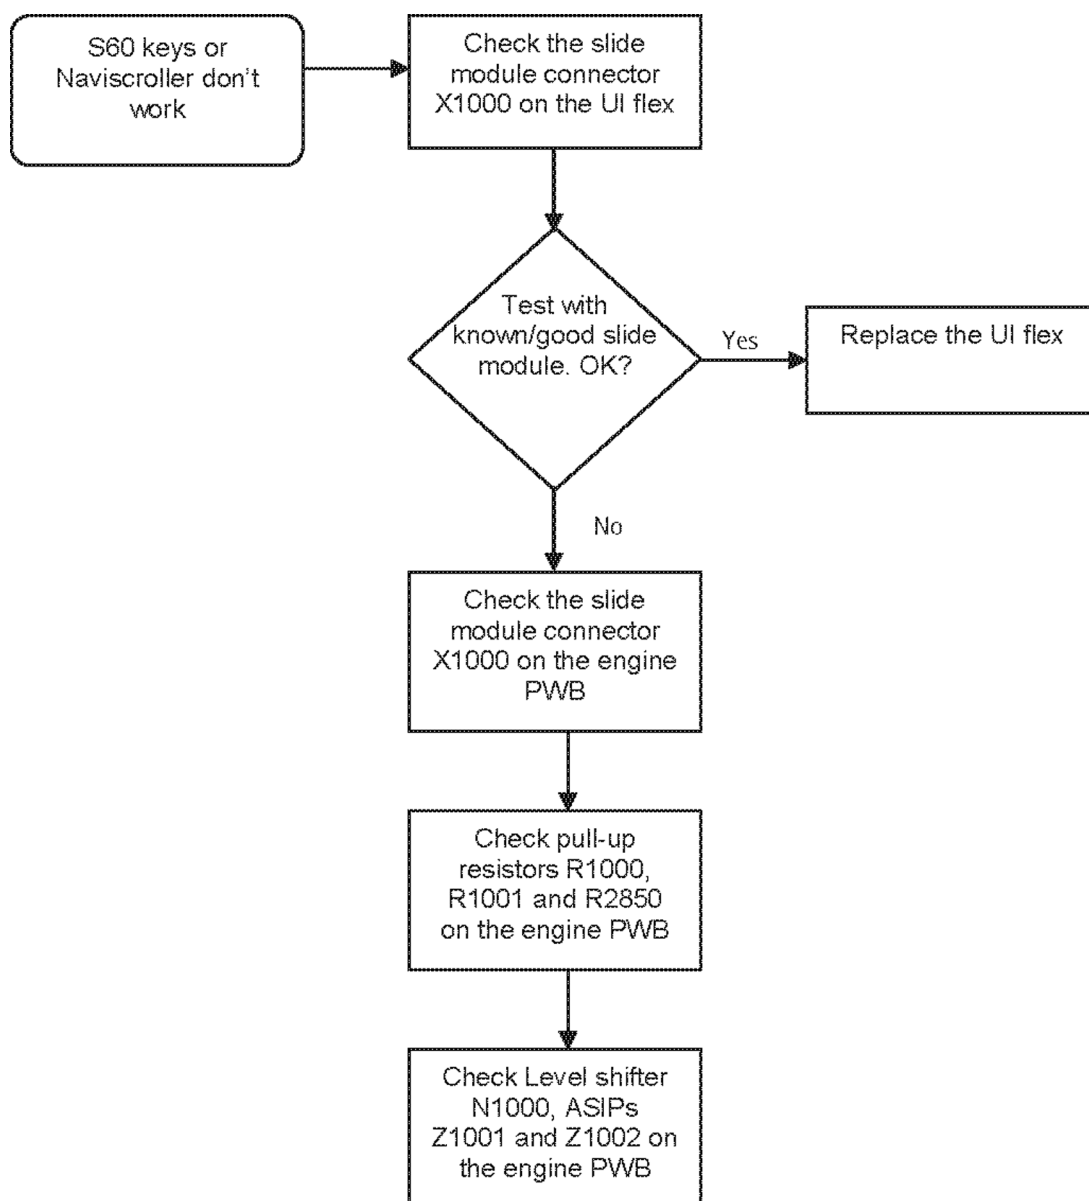 S60 keys or
Naviscroller don't
work
Check the slide
module connector
X1000 on the UI flex
Test with
known/good slide
module. OK?
Yes
Replace the UI flex
No
Check the slide
module connector
X1000 on the engine
PWB
Check pull-up
resistors R1000,
R1001 and R2850
on the engine PWB
Check Level shifter
N1000, ASIPs
Z1001 and Z1002 on
the engine PWB